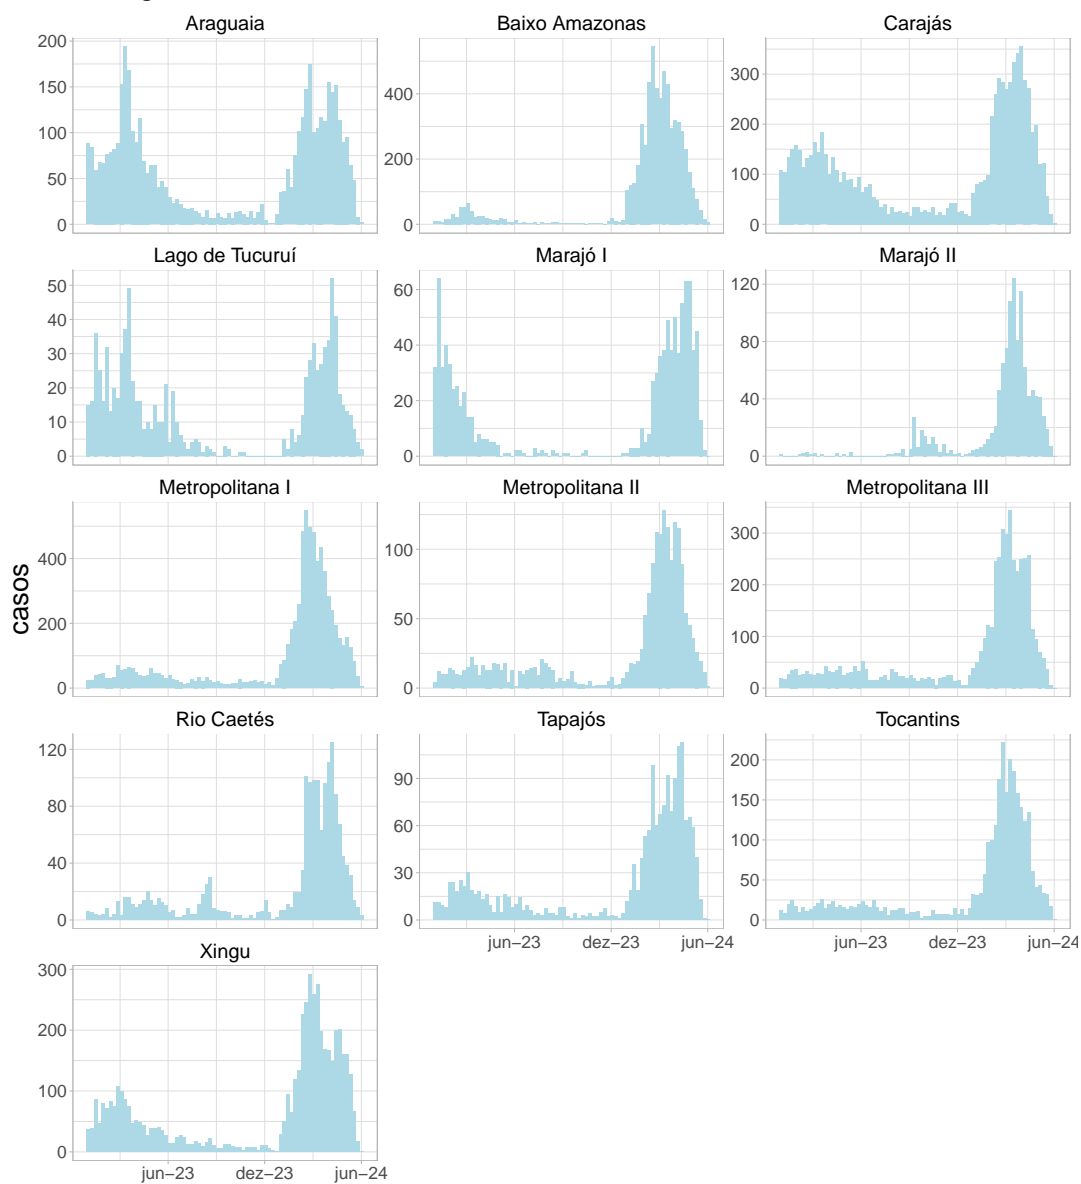 Araguaia Baixo Amazonas Carajás
200 150 100 50 0
400 200 0
300 200 100 0
Lago de Tucuruí Marajó I Marajó II
50 40 30 20 10 0
60 40 20 0
120 80 40 0
Metropolitana I Metropolitana II Metropolitana III
casos
400 200 0
100 50 0
300 200 100 0
Rio Caetés Tapajós Tocantins
120 80 40 0
90 60 30 0
200 150 100 50 0
jun−23 dez−23 jun−24 jun−23 dez−23 jun−24
Xingu
300 200 100 0
jun−23 dez−23 jun−24